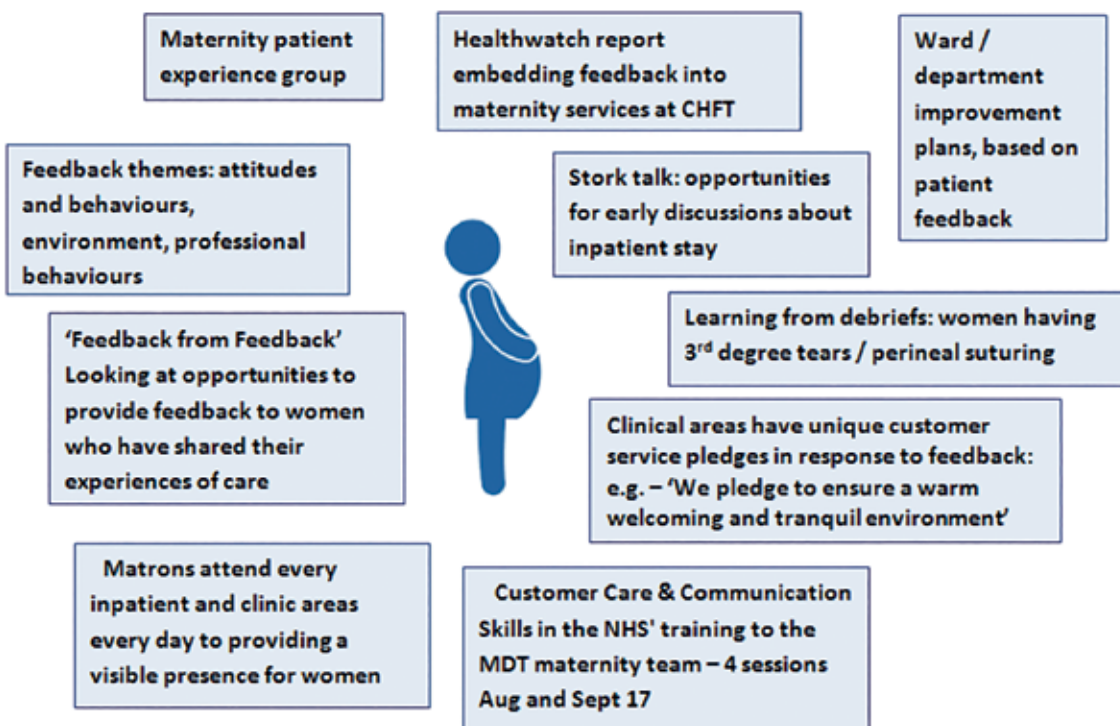 Maternity patient
experience group
Healthwatch report
embedding feedback into
maternity services at CHFT
Ward /
department
improvement
plans, based on
patient
feedback
Feedback themes: attitudes
and behaviours,
environment, professional
behaviours
Stork talk: opportunities
for early discussions about
inpatient stay
‘Feedback from Feedback’
Looking at opportunities to
provide feedback to women
who have shared their
experiences of care
Learning from debriefs: women having
3rd degree tears / perineal suturing
Clinical areas have unique customer
service pledges in response to feedback:
e.g. – ‘We pledge to ensure a warm
welcoming and tranquil environment’
Matrons attend every
inpatient and clinic areas
every day to providing a
visible presence for women
Customer Care & Communication
Skills in the NHS' training to the
MDT maternity team – 4 sessions
Aug and Sept 17